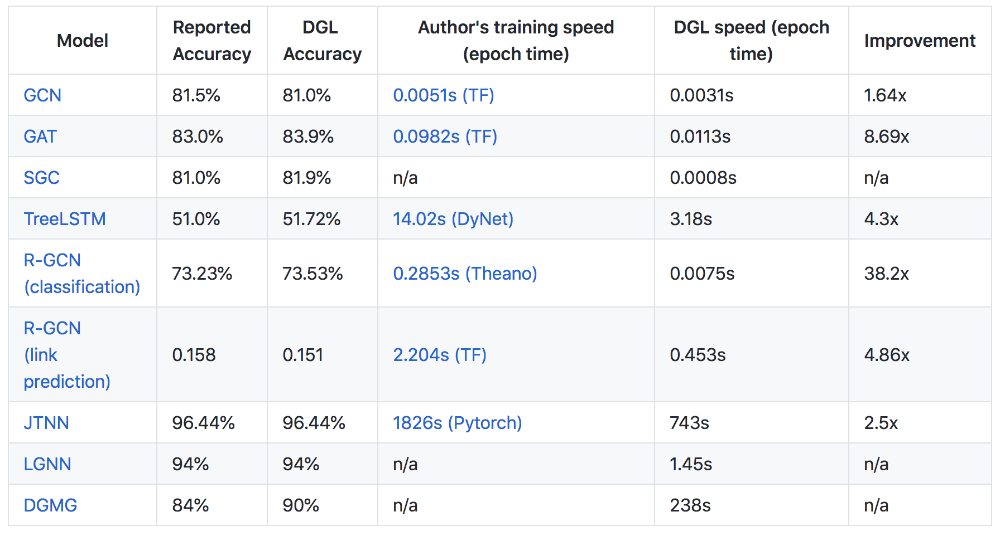 Model Reported Accuracy DGL Accuracy Author's training speed (epoch time) DGL speed (epoch time) Improvement
GCN 81.5% 81.0% 0.0051s (TF) 0.0031s 1.64x
GAT 83.0% 83.9% 0.0982s (TF) 0.0113s 8.69x
SGC 81.0% 81.9% n/a 0.0008s n/a
TreeLSTM 51.0% 51.72% 14.02s (DyNet) 3.18s 4.3x
R-GCN (classification) 73.23% 73.53% 0.2853s (Theano) 0.0075s 38.2x
R-GCN (link prediction) 0.158 0.151 2.204s (TF) 0.453s 4.86x
JTNN 96.44% 96.44% 1826s (Pytorch) 743s 2.5x
LGNN 94% 94% n/a 1.45s n/a
DGMG 84% 90% n/a 238s n/a